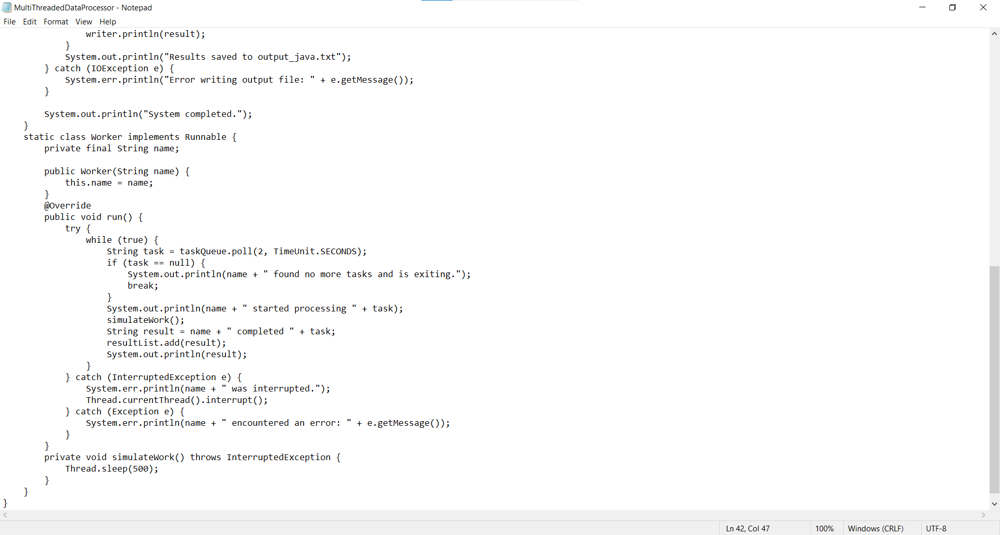 MultiThreadedDataProcessor - Notepad
File Edit Format View Help
                writer.println(result);
            }
            System.out.println("Results saved to output_java.txt");
        } catch (IOException e) {
            System.err.println("Error writing output file: " + e.getMessage());
        }

        System.out.println("System completed.");
    }
    static class Worker implements Runnable {
        private final String name;

        public Worker(String name) {
            this.name = name;
        }
        @Override
        public void run() {
            try {
                while (true) {
                    String task = taskQueue.poll(2, TimeUnit.SECONDS);
                    if (task == null) {
                        System.out.println(name + " found no more tasks and is exiting.");
                        break;
                    }
                    System.out.println(name + " started processing " + task);
                    simulateWork();
                    String result = name + " completed " + task;
                    resultList.add(result);
                    System.out.println(result);
                }
            } catch (InterruptedException e) {
                System.err.println(name + " was interrupted.");
                Thread.currentThread().interrupt();
            } catch (Exception e) {
                System.err.println(name + " encountered an error: " + e.getMessage());
            }
        }
        private void simulateWork() throws InterruptedException {
            Thread.sleep(500);
        }
    }
}
Ln 42, Col 47 100% Windows (CRLF) UTF-8